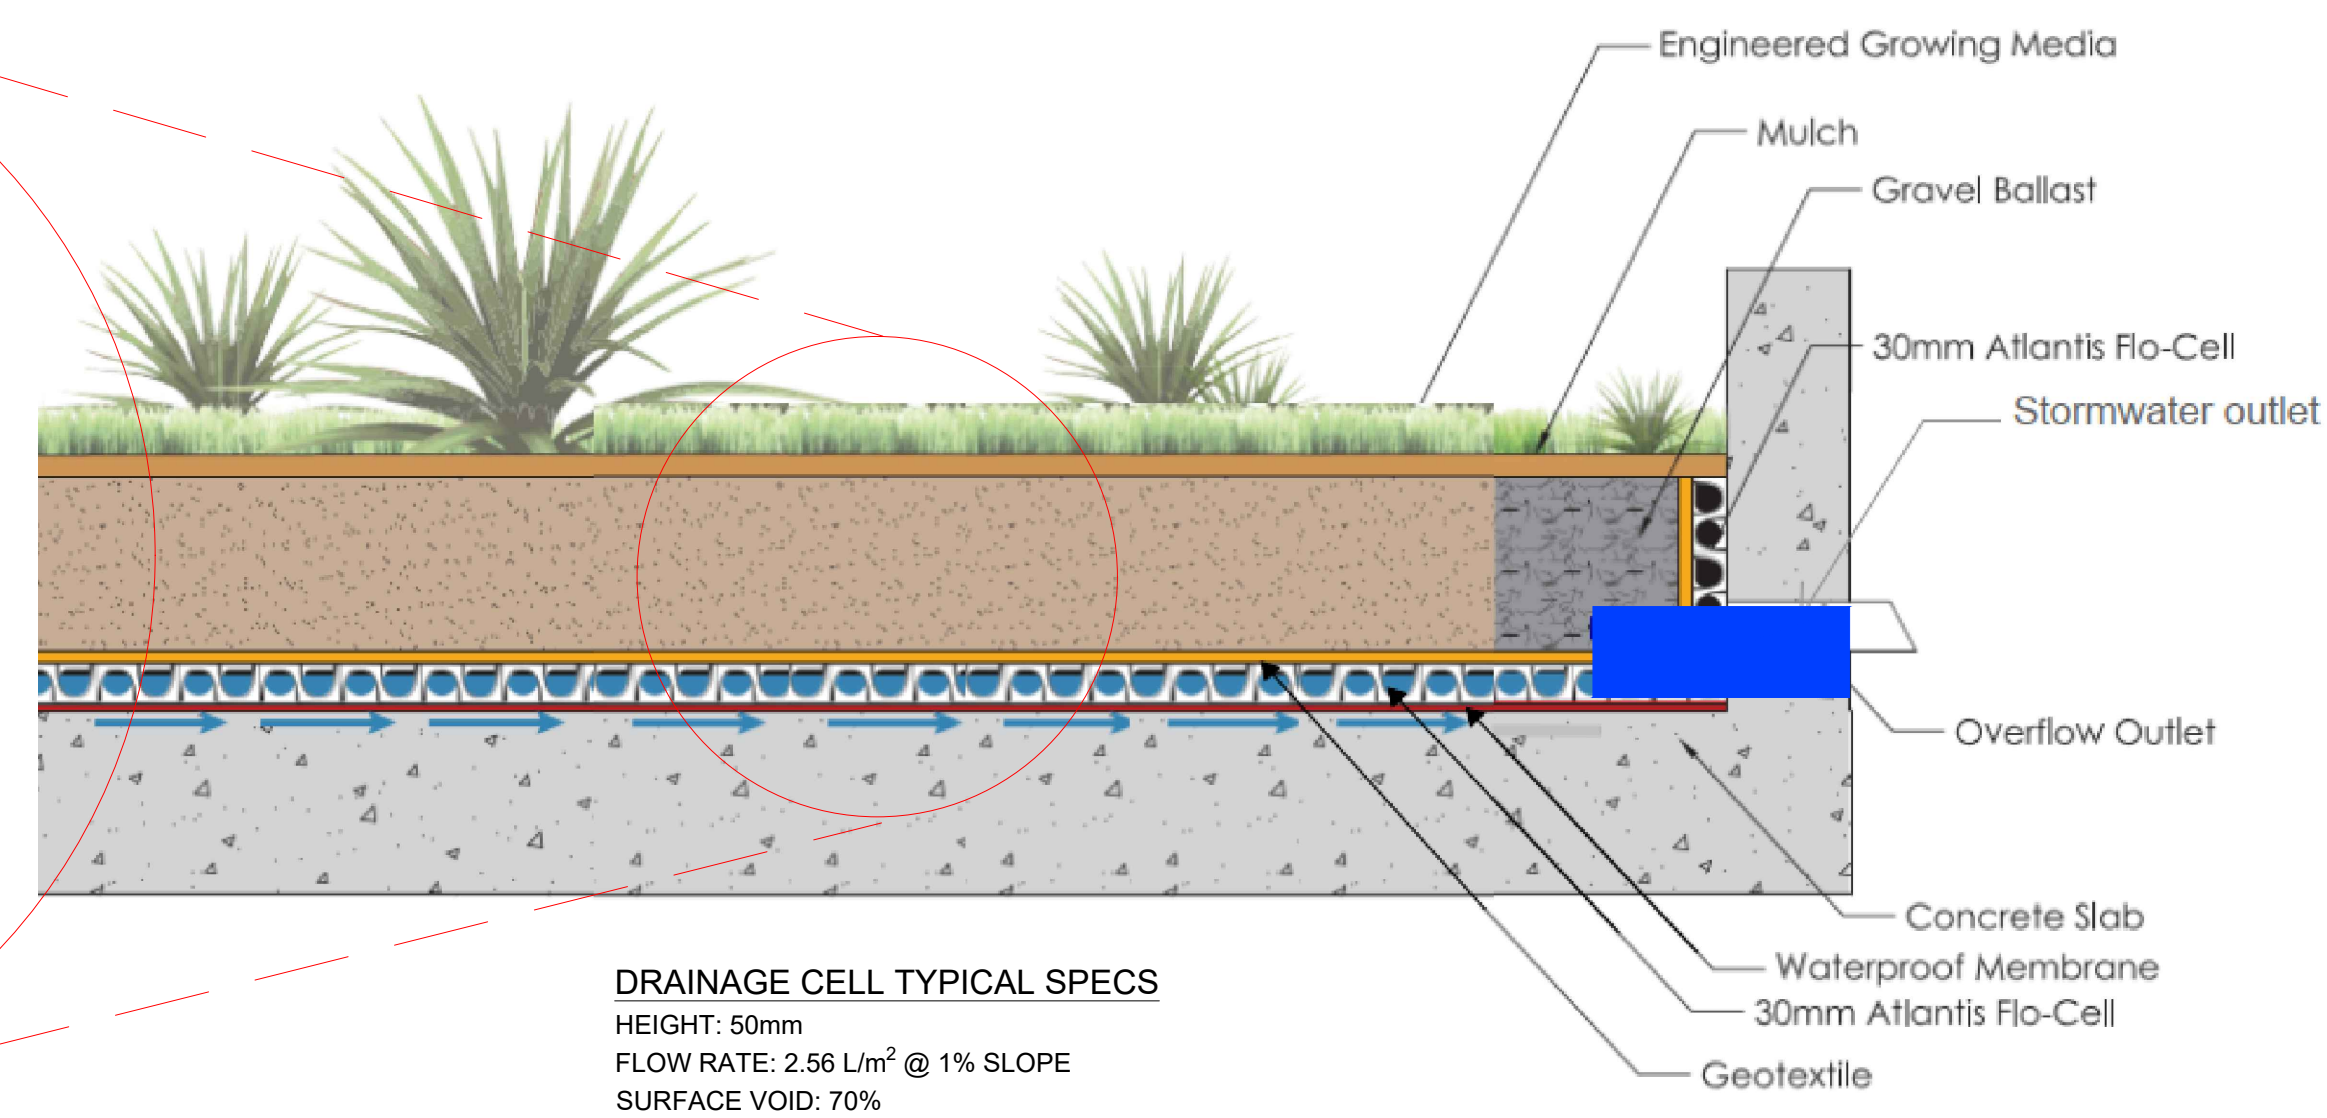 Engineered Growing Media
Mulch
Gravel Ballast
30mm Atlantis Flo-Cell
Stormwater outlet
Overflow Outlet
Concrete Slab
Waterproof Membrane
30mm Atlantis Flo-Cell
Geotextile
DRAINAGE CELL TYPICAL SPECS
HEIGHT: 50mm
FLOW RATE: 2.56 L/m² @ 1% SLOPE
SURFACE VOID: 70%